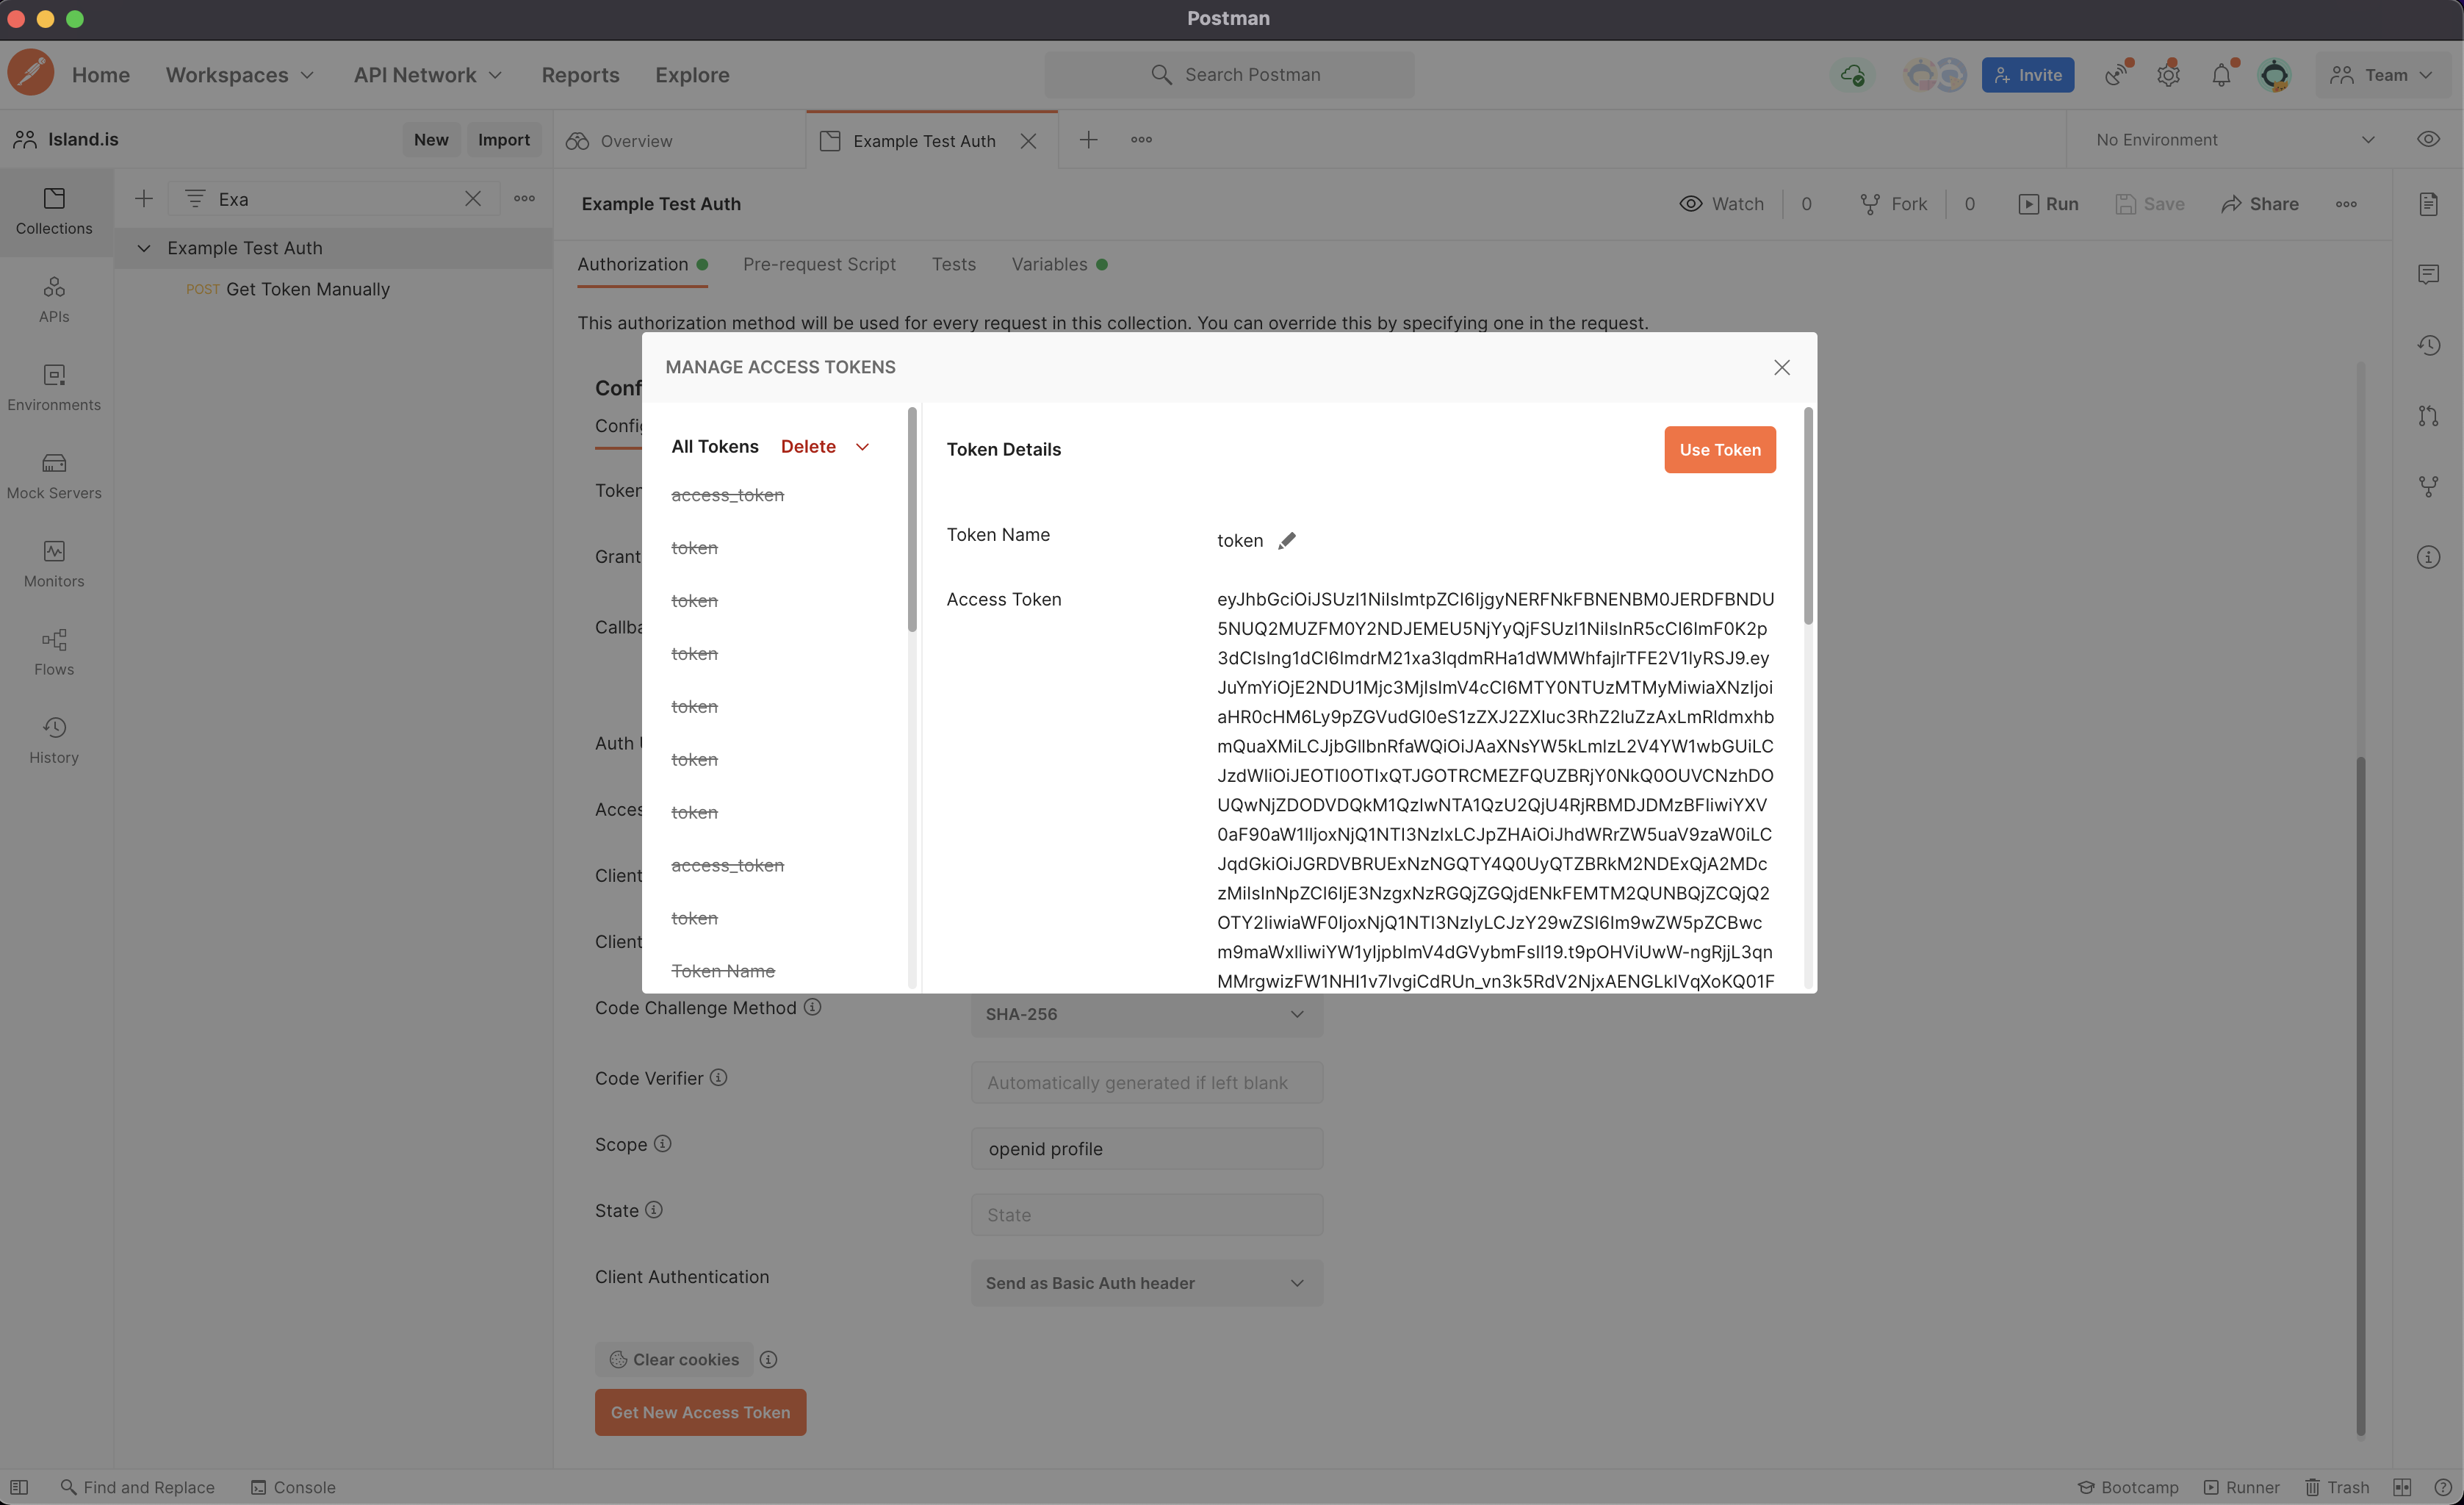 Postman
Home Workspaces API Network Reports Explore Search Postman Invite Team
Island.is New Import Overview Example Test Auth No Environment
Exa
Example Test Auth Watch 0 Fork 0 Run Save Share
Collections
Example Test Auth
Authorization Pre-request Script Tests Variables
POST Get Token Manually
APIs
This authorization method will be used for every request in this collection. You can override this by specifying one in the request.
MANAGE ACCESS TOKENS
Conf
Environments
Config
All Tokens Delete Token Details Use Token
Token
Mock Servers
access_token
Token Name token
token
Grant
Monitors
Access Token
token
Callba
token
Flows
token
Auth
token
History
Acces
token
access_token
Client
token
Client
Token Name
Code Challenge Method SHA-256
Code Verifier Automatically generated if left blank
Scope openid profile
State State
Client Authentication Send as Basic Auth header
Clear cookies
Get New Access Token
Find and Replace Console Bootcamp Runner Trash